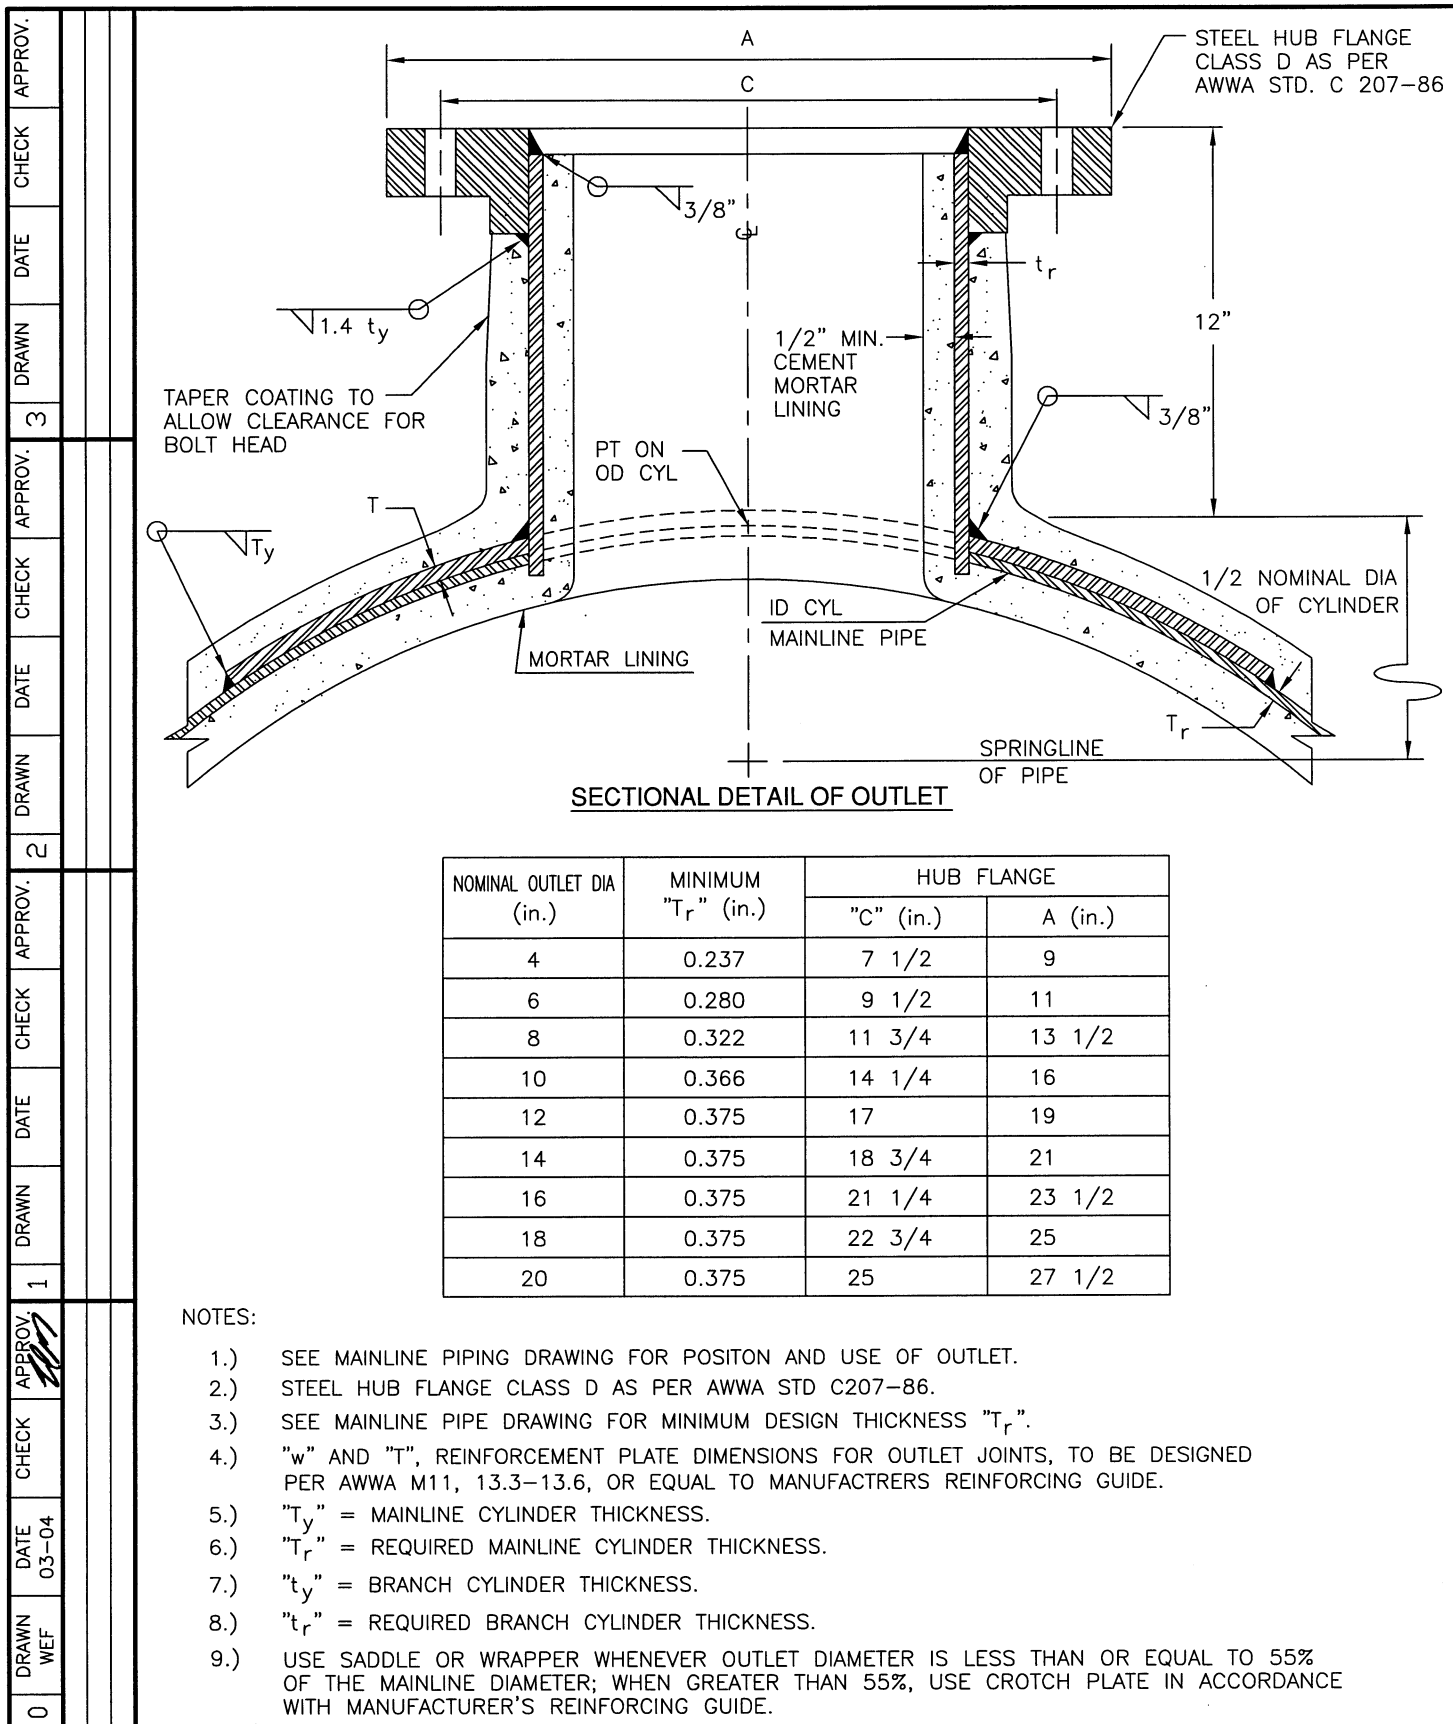 A
C
STEEL HUB FLANGE
CLASS D AS PER
AWWA STD. C 207-86
3/8"
℄
tr
1.4 ty
12"
1/2" MIN.
CEMENT
MORTAR
LINING
TAPER COATING TO
ALLOW CLEARANCE FOR
BOLT HEAD
3/8"
PT ON
OD CYL
T
Ty
1/2 NOMINAL DIA
OF CYLINDER
ID CYL
MAINLINE PIPE
MORTAR LINING
Tr
SPRINGLINE
OF PIPE
SECTIONAL DETAIL OF OUTLET
NOMINAL OUTLET DIA (in.) MINIMUM "Tr" (in.) HUB FLANGE
"C" (in.) A (in.)
4 0.237 7 1/2 9
6 0.280 9 1/2 11
8 0.322 11 3/4 13 1/2
10 0.366 14 1/4 16
12 0.375 17 19
14 0.375 18 3/4 21
16 0.375 21 1/4 23 1/2
18 0.375 22 3/4 25
20 0.375 25 27 1/2
NOTES:
1.) SEE MAINLINE PIPING DRAWING FOR POSITON AND USE OF OUTLET.
2.) STEEL HUB FLANGE CLASS D AS PER AWWA STD C207-86.
3.) SEE MAINLINE PIPE DRAWING FOR MINIMUM DESIGN THICKNESS "Tr".
4.) "w" AND "T", REINFORCEMENT PLATE DIMENSIONS FOR OUTLET JOINTS, TO BE DESIGNED
PER AWWA M11, 13.3-13.6, OR EQUAL TO MANUFACTRERS REINFORCING GUIDE.
5.) "Ty" = MAINLINE CYLINDER THICKNESS.
6.) "Tr" = REQUIRED MAINLINE CYLINDER THICKNESS.
7.) "ty" = BRANCH CYLINDER THICKNESS.
8.) "tr" = REQUIRED BRANCH CYLINDER THICKNESS.
9.) USE SADDLE OR WRAPPER WHENEVER OUTLET DIAMETER IS LESS THAN OR EQUAL TO 55%
OF THE MAINLINE DIAMETER; WHEN GREATER THAN 55%, USE CROTCH PLATE IN ACCORDANCE
WITH MANUFACTURER'S REINFORCING GUIDE.
0 DRAWN WEF DATE 03-04 CHECK APPROV.
1 DRAWN DATE CHECK APPROV.
2 DRAWN DATE CHECK APPROV.
3 DRAWN DATE CHECK APPROV.